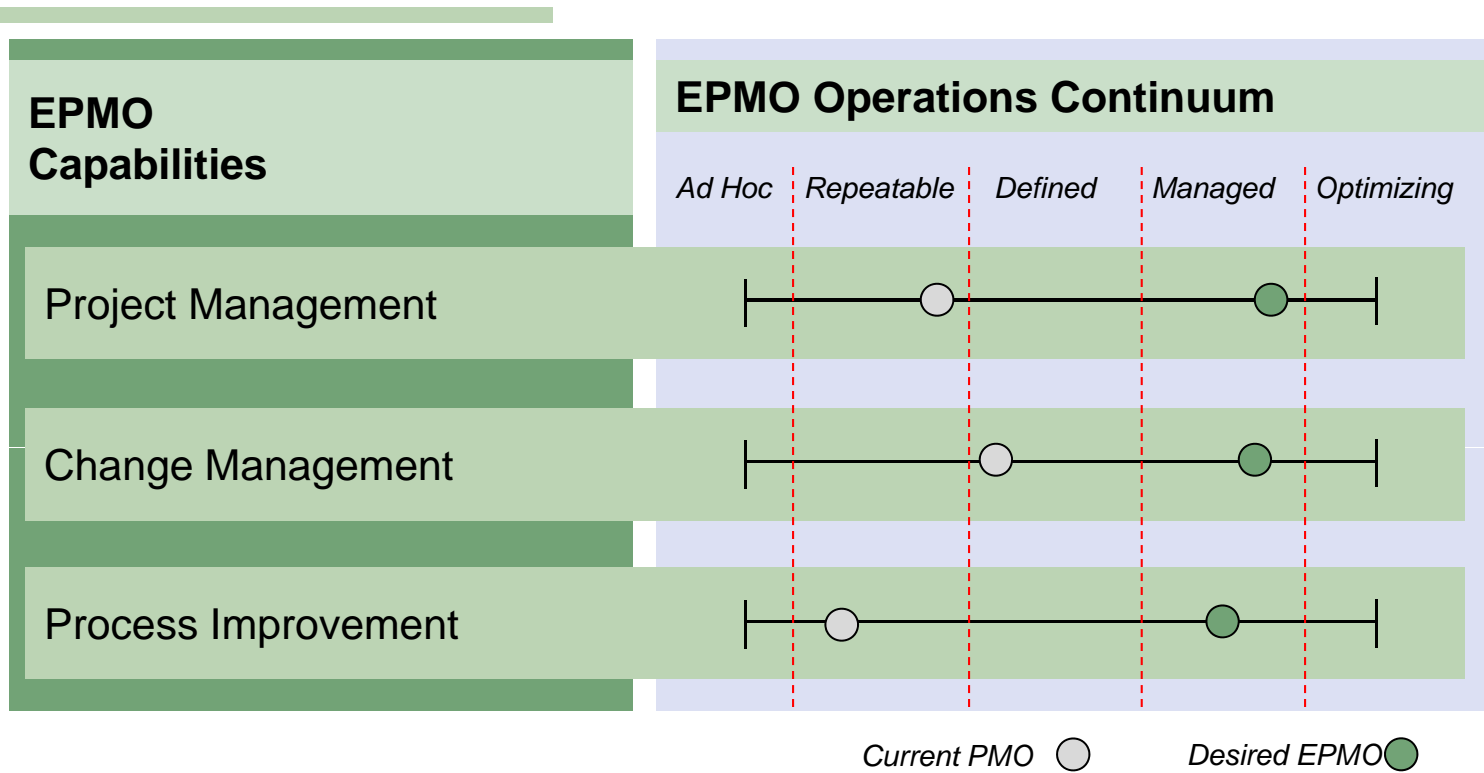 EPMO
Capabilities
EPMO Operations Continuum
Ad Hoc Repeatable Defined Managed Optimizing
Project Management
Change Management
Process Improvement
Current PMO Desired EPMO